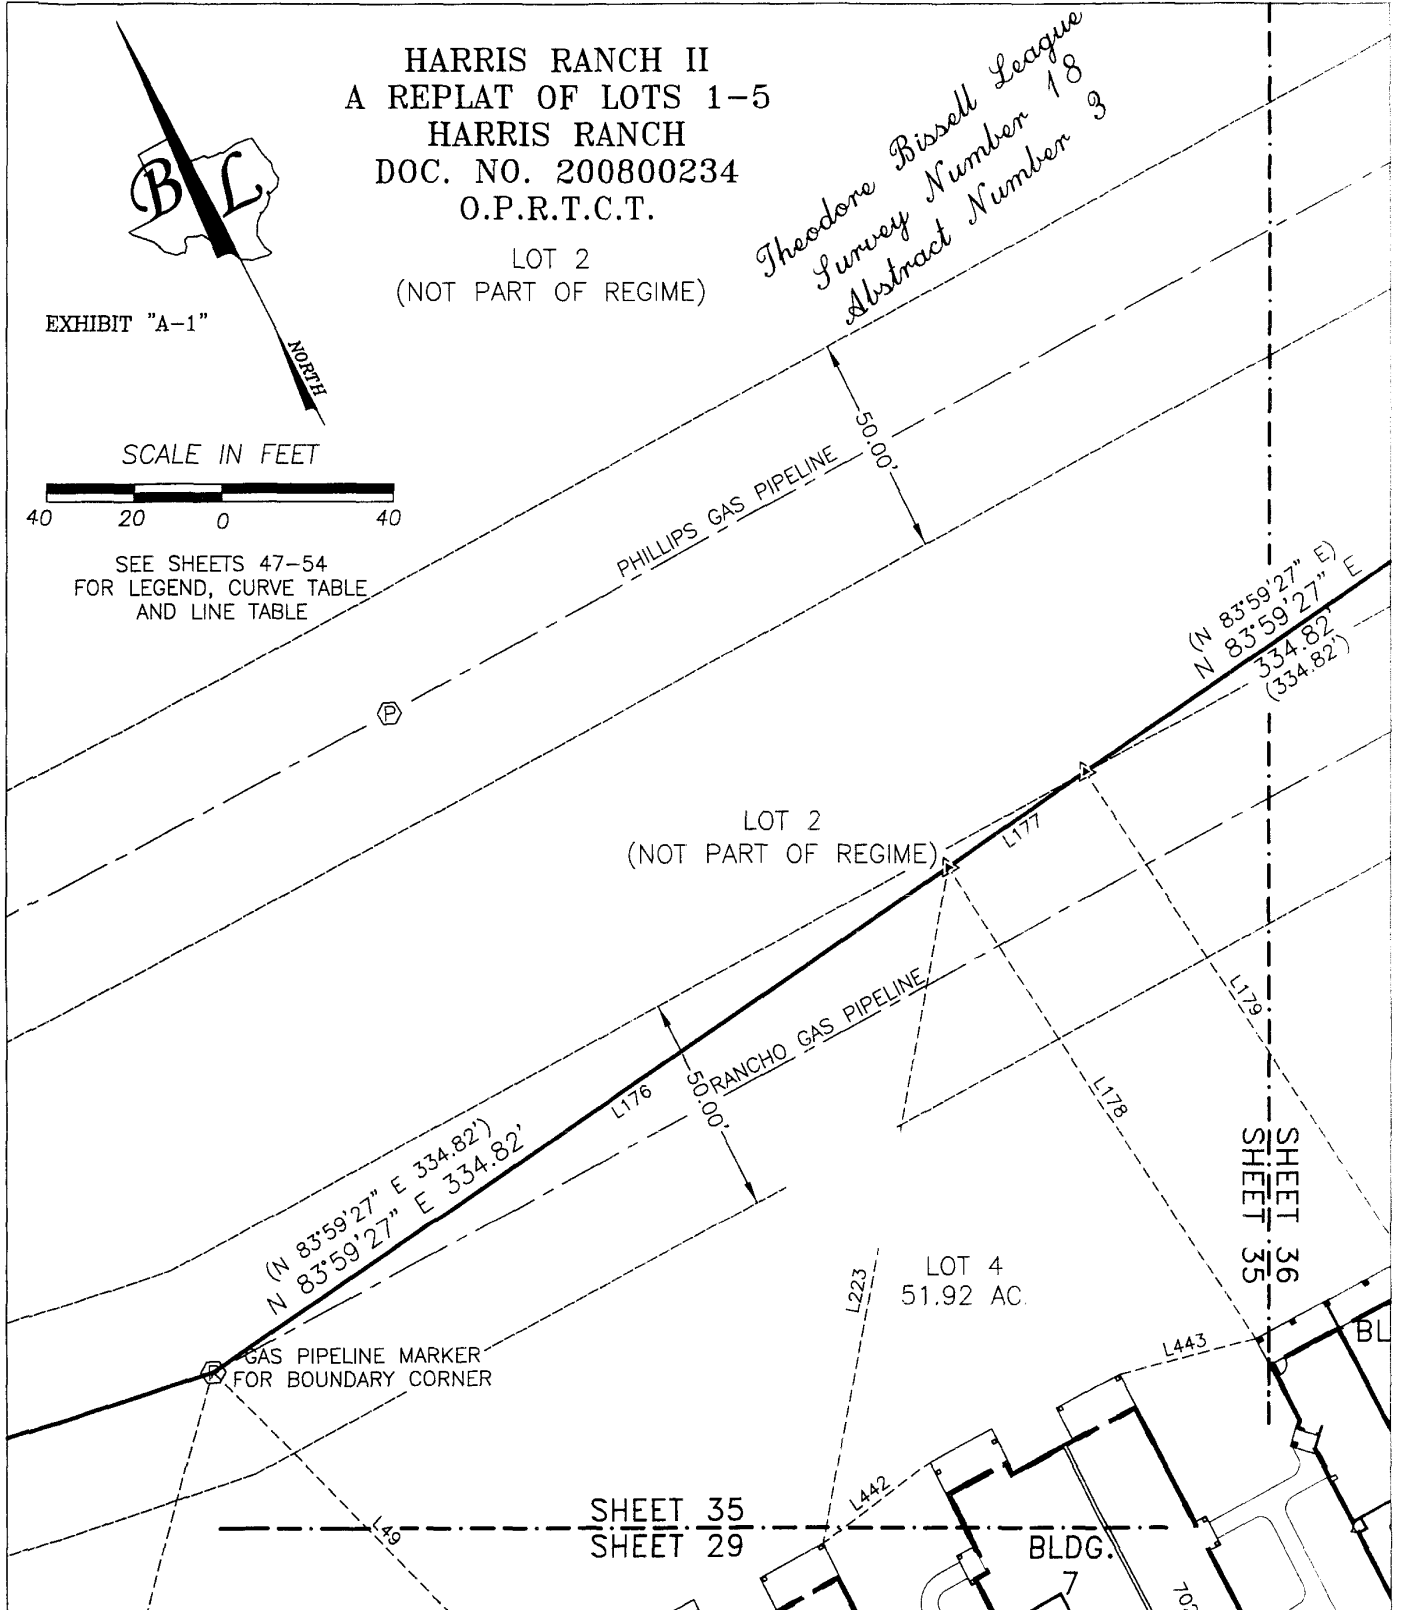 HARRIS RANCH II
A REPLAT OF LOTS 1-5
HARRIS RANCH
DOC. NO. 200800234
O.P.R.T.C.T.
LOT 2
(NOT PART OF REGIME)
Theodore Bissell League
Survey Number 18
Abstract Number 3
B L
EXHIBIT "A-1"
NORTH
SCALE IN FEET
40 20 0 40
SEE SHEETS 47-54
FOR LEGEND, CURVE TABLE
AND LINE TABLE
50.00'
PHILLIPS GAS PIPELINE
P
(N 83°59'27" E)
N 83°59'27" E
334.82'
(334.82')
LOT 2
(NOT PART OF REGIME)
L177
L179
RANCHO GAS PIPELINE
50.00'
L176
L178
(N 83°59'27" E 334.82')
N 83°59'27" E 334.82'
SHEET 36
SHEET 35
LOT 4
51.92 AC.
L223
GAS PIPELINE MARKER
FOR BOUNDARY CORNER
L443
BL
L442
L49
SHEET 35
SHEET 29
BLDG.
7